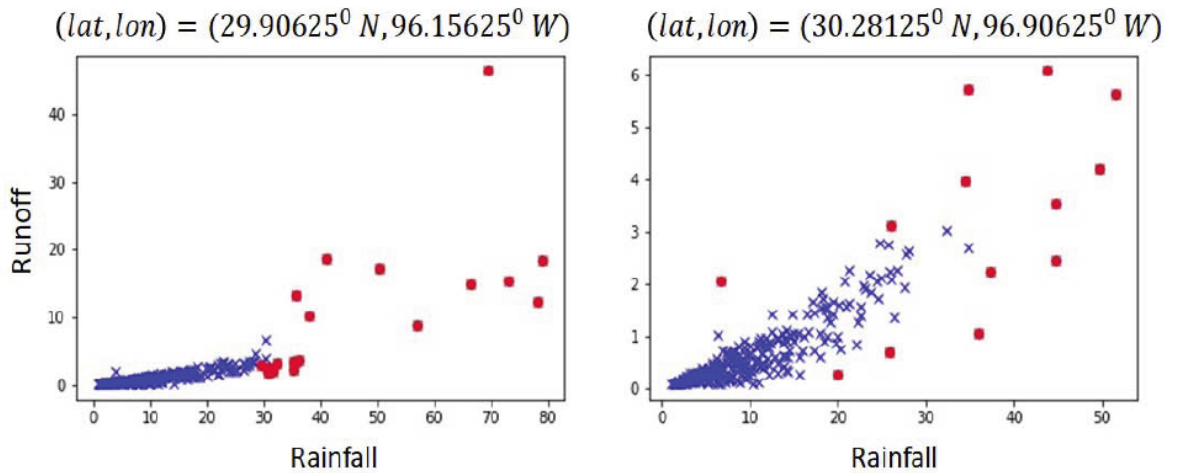 (lat, lon) = (29.90625⁰ N, 96.15625⁰ W)
40
30
20
10
0
Runoff
0 10 20 30 40 50 60 70 80
Rainfall
(lat, lon) = (30.28125⁰ N, 96.90625⁰ W)
6
5
4
3
2
1
0
10 20 30 40 50
Rainfall